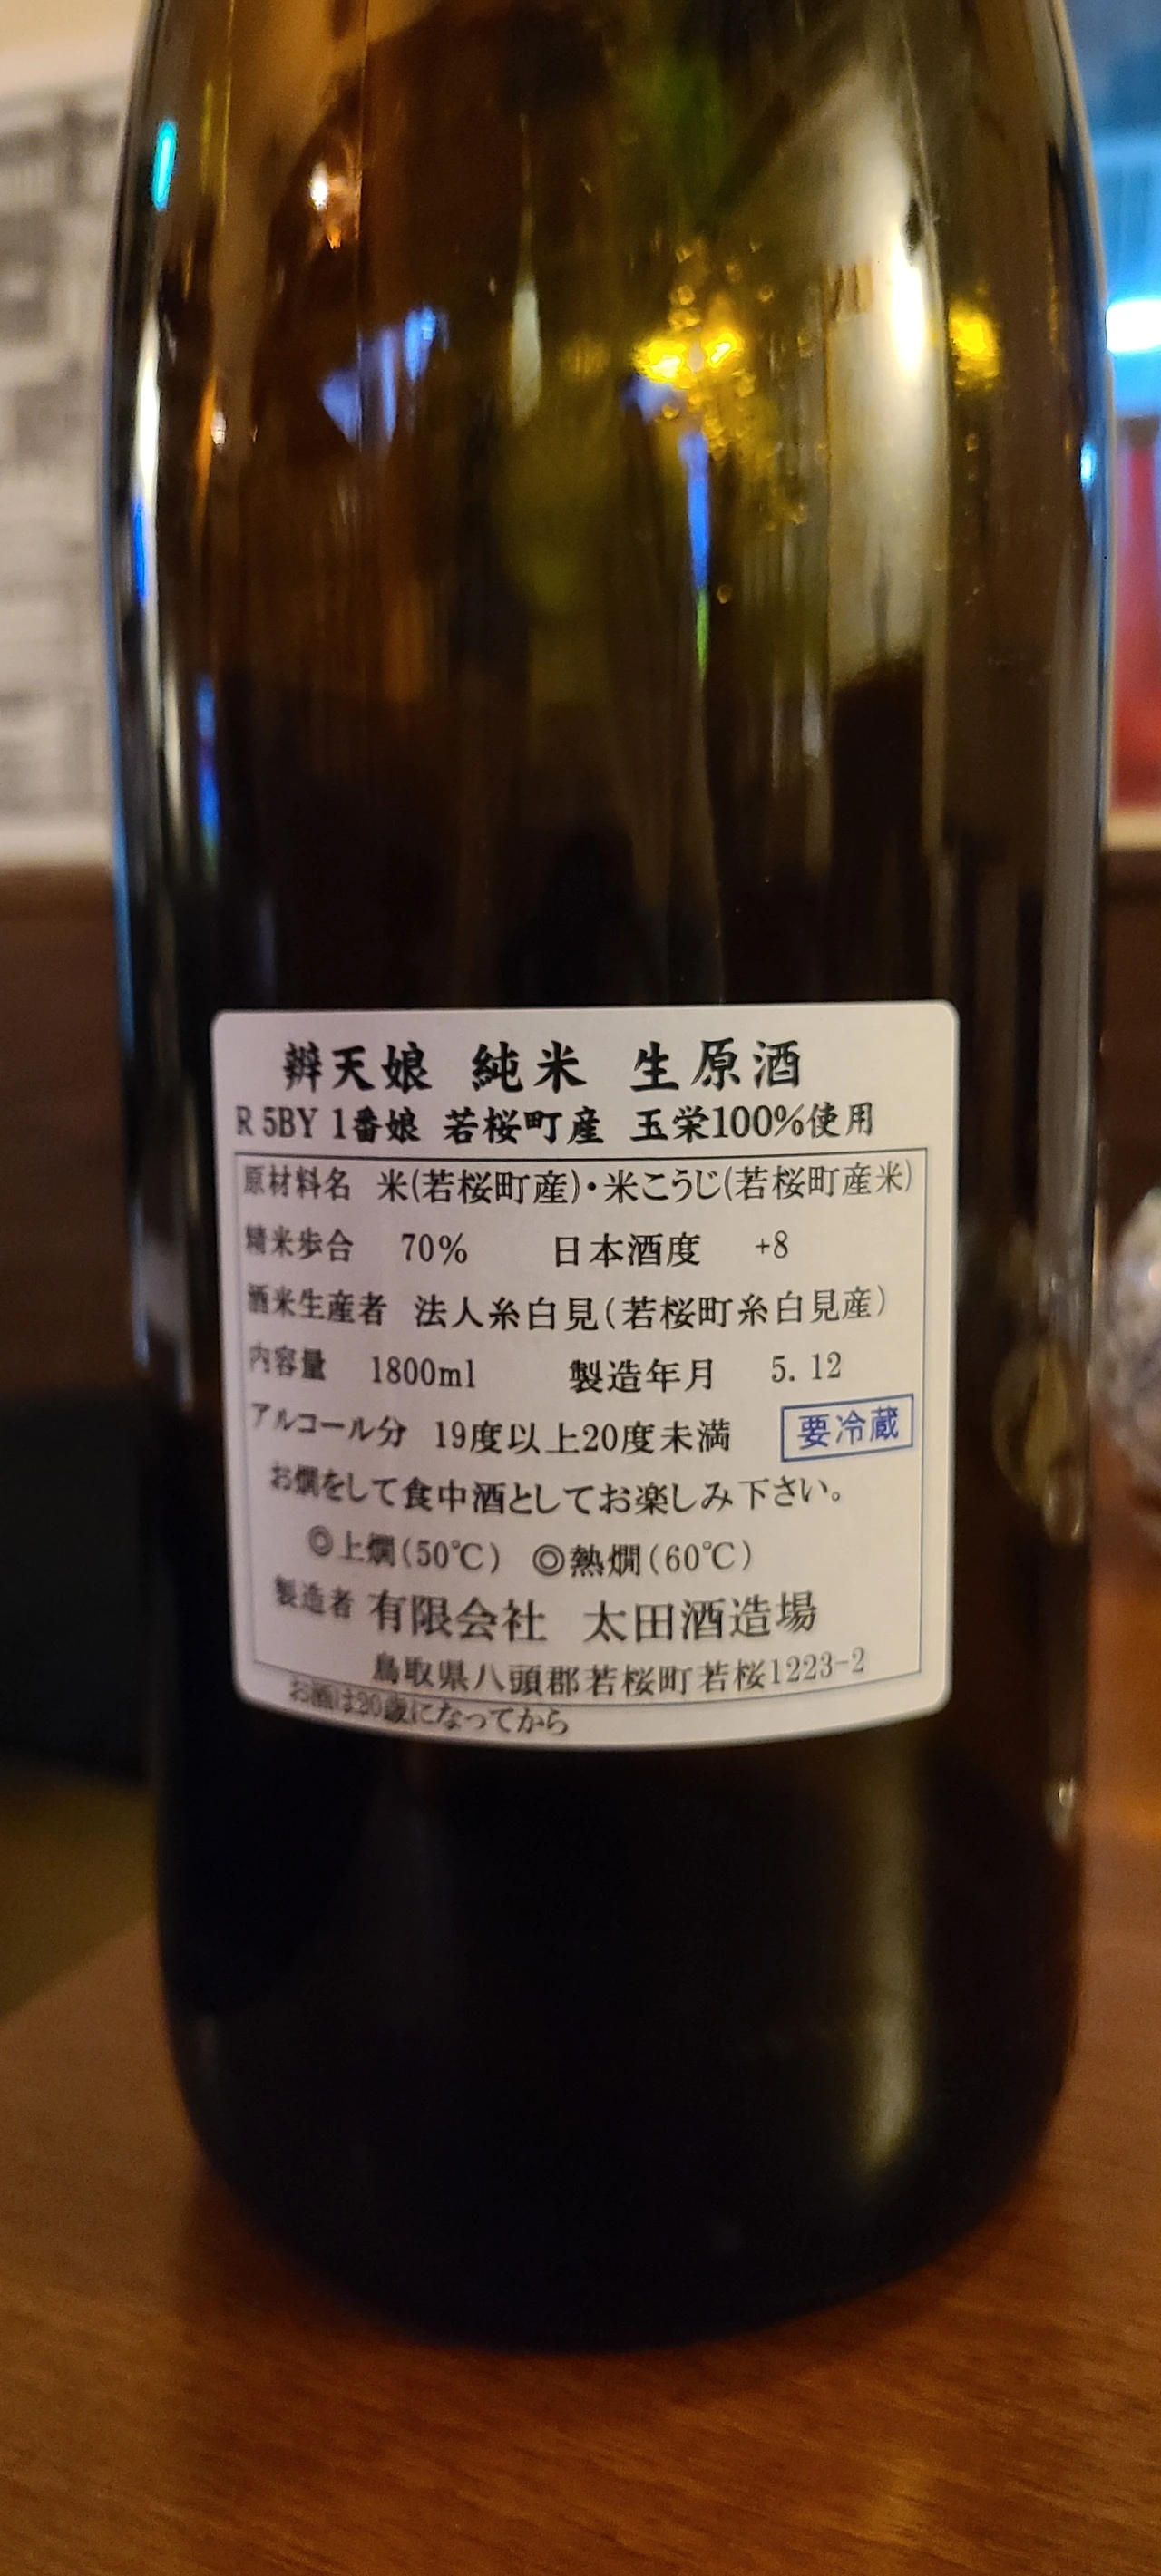 辨天娘 純米 生原酒
R 5BY 1番娘 若桜町産 玉栄100%使用
原材料名 米(若桜町産)・米こうじ(若桜町産米)
精米歩合 70% 日本酒度 +8
酒米生産者 法人糸白見(若桜町糸白見産)
内容量 1800ml 製造年月 5. 12
アルコール分 19度以上20度未満 要冷蔵
お燗をして食中酒としてお楽しみ下さい。
◎上燗(50℃) ◎熱燗(60℃)
製造者 有限会社 太田酒造場
鳥取県八頭郡若桜町若桜1223-2
お酒は20歳になってから